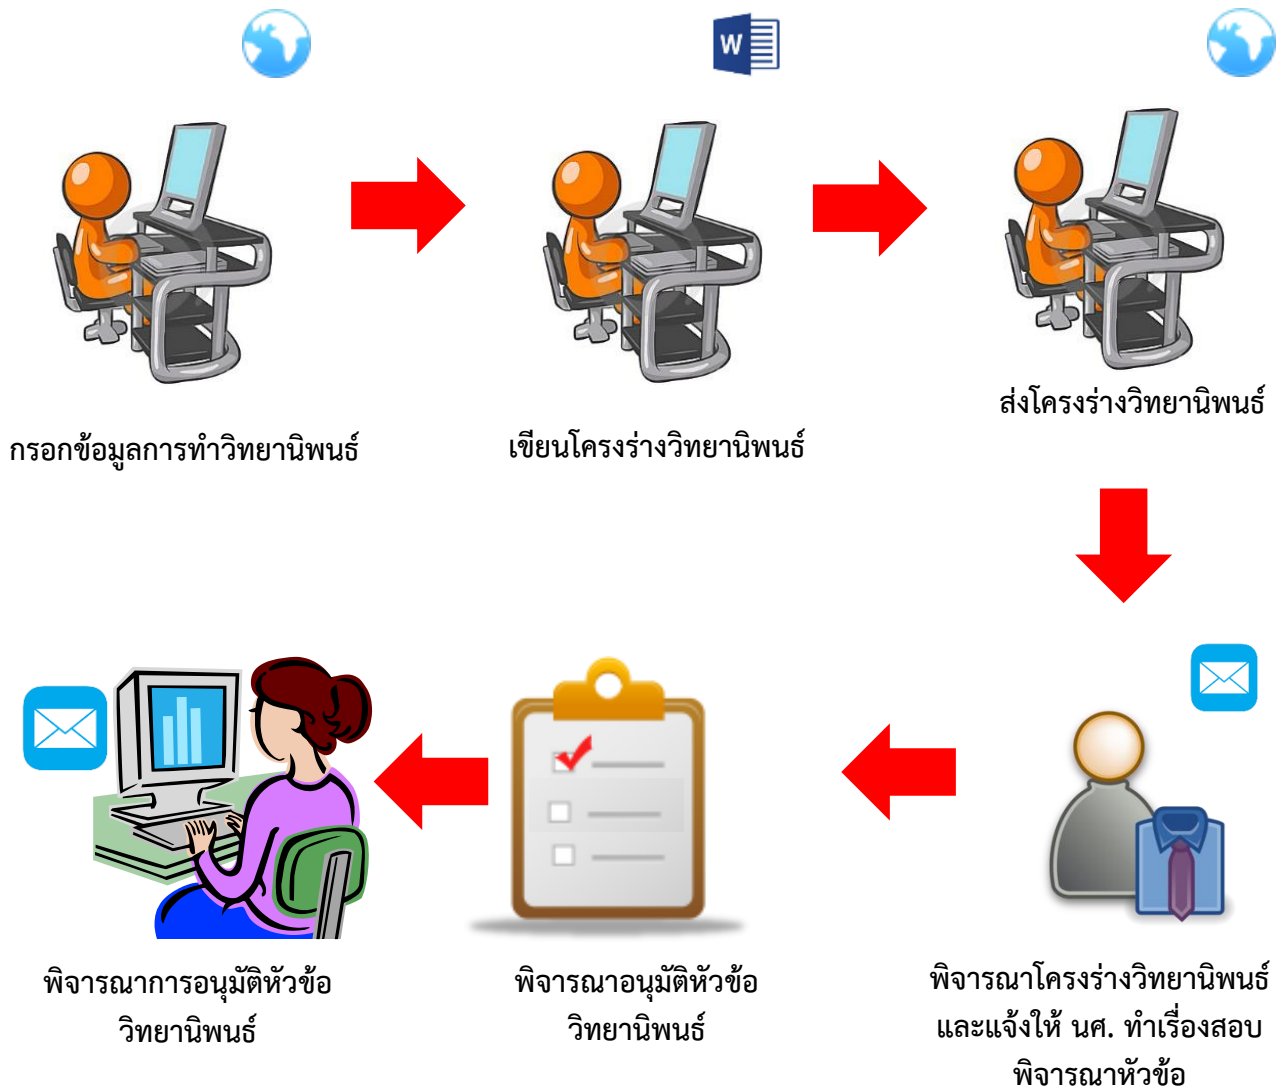 W
กรอกข้อมูลการทำวิทยานิพนธ์
เขียนโครงร่างวิทยานิพนธ์
ส่งโครงร่างวิทยานิพนธ์
พิจารณาโครงร่างวิทยานิพนธ์
และแจ้งให้ นศ. ทำเรื่องสอบ
พิจารณาหัวข้อ
พิจารณาอนุมัติหัวข้อ
วิทยานิพนธ์
พิจารณาการอนุมัติหัวข้อ
วิทยานิพนธ์